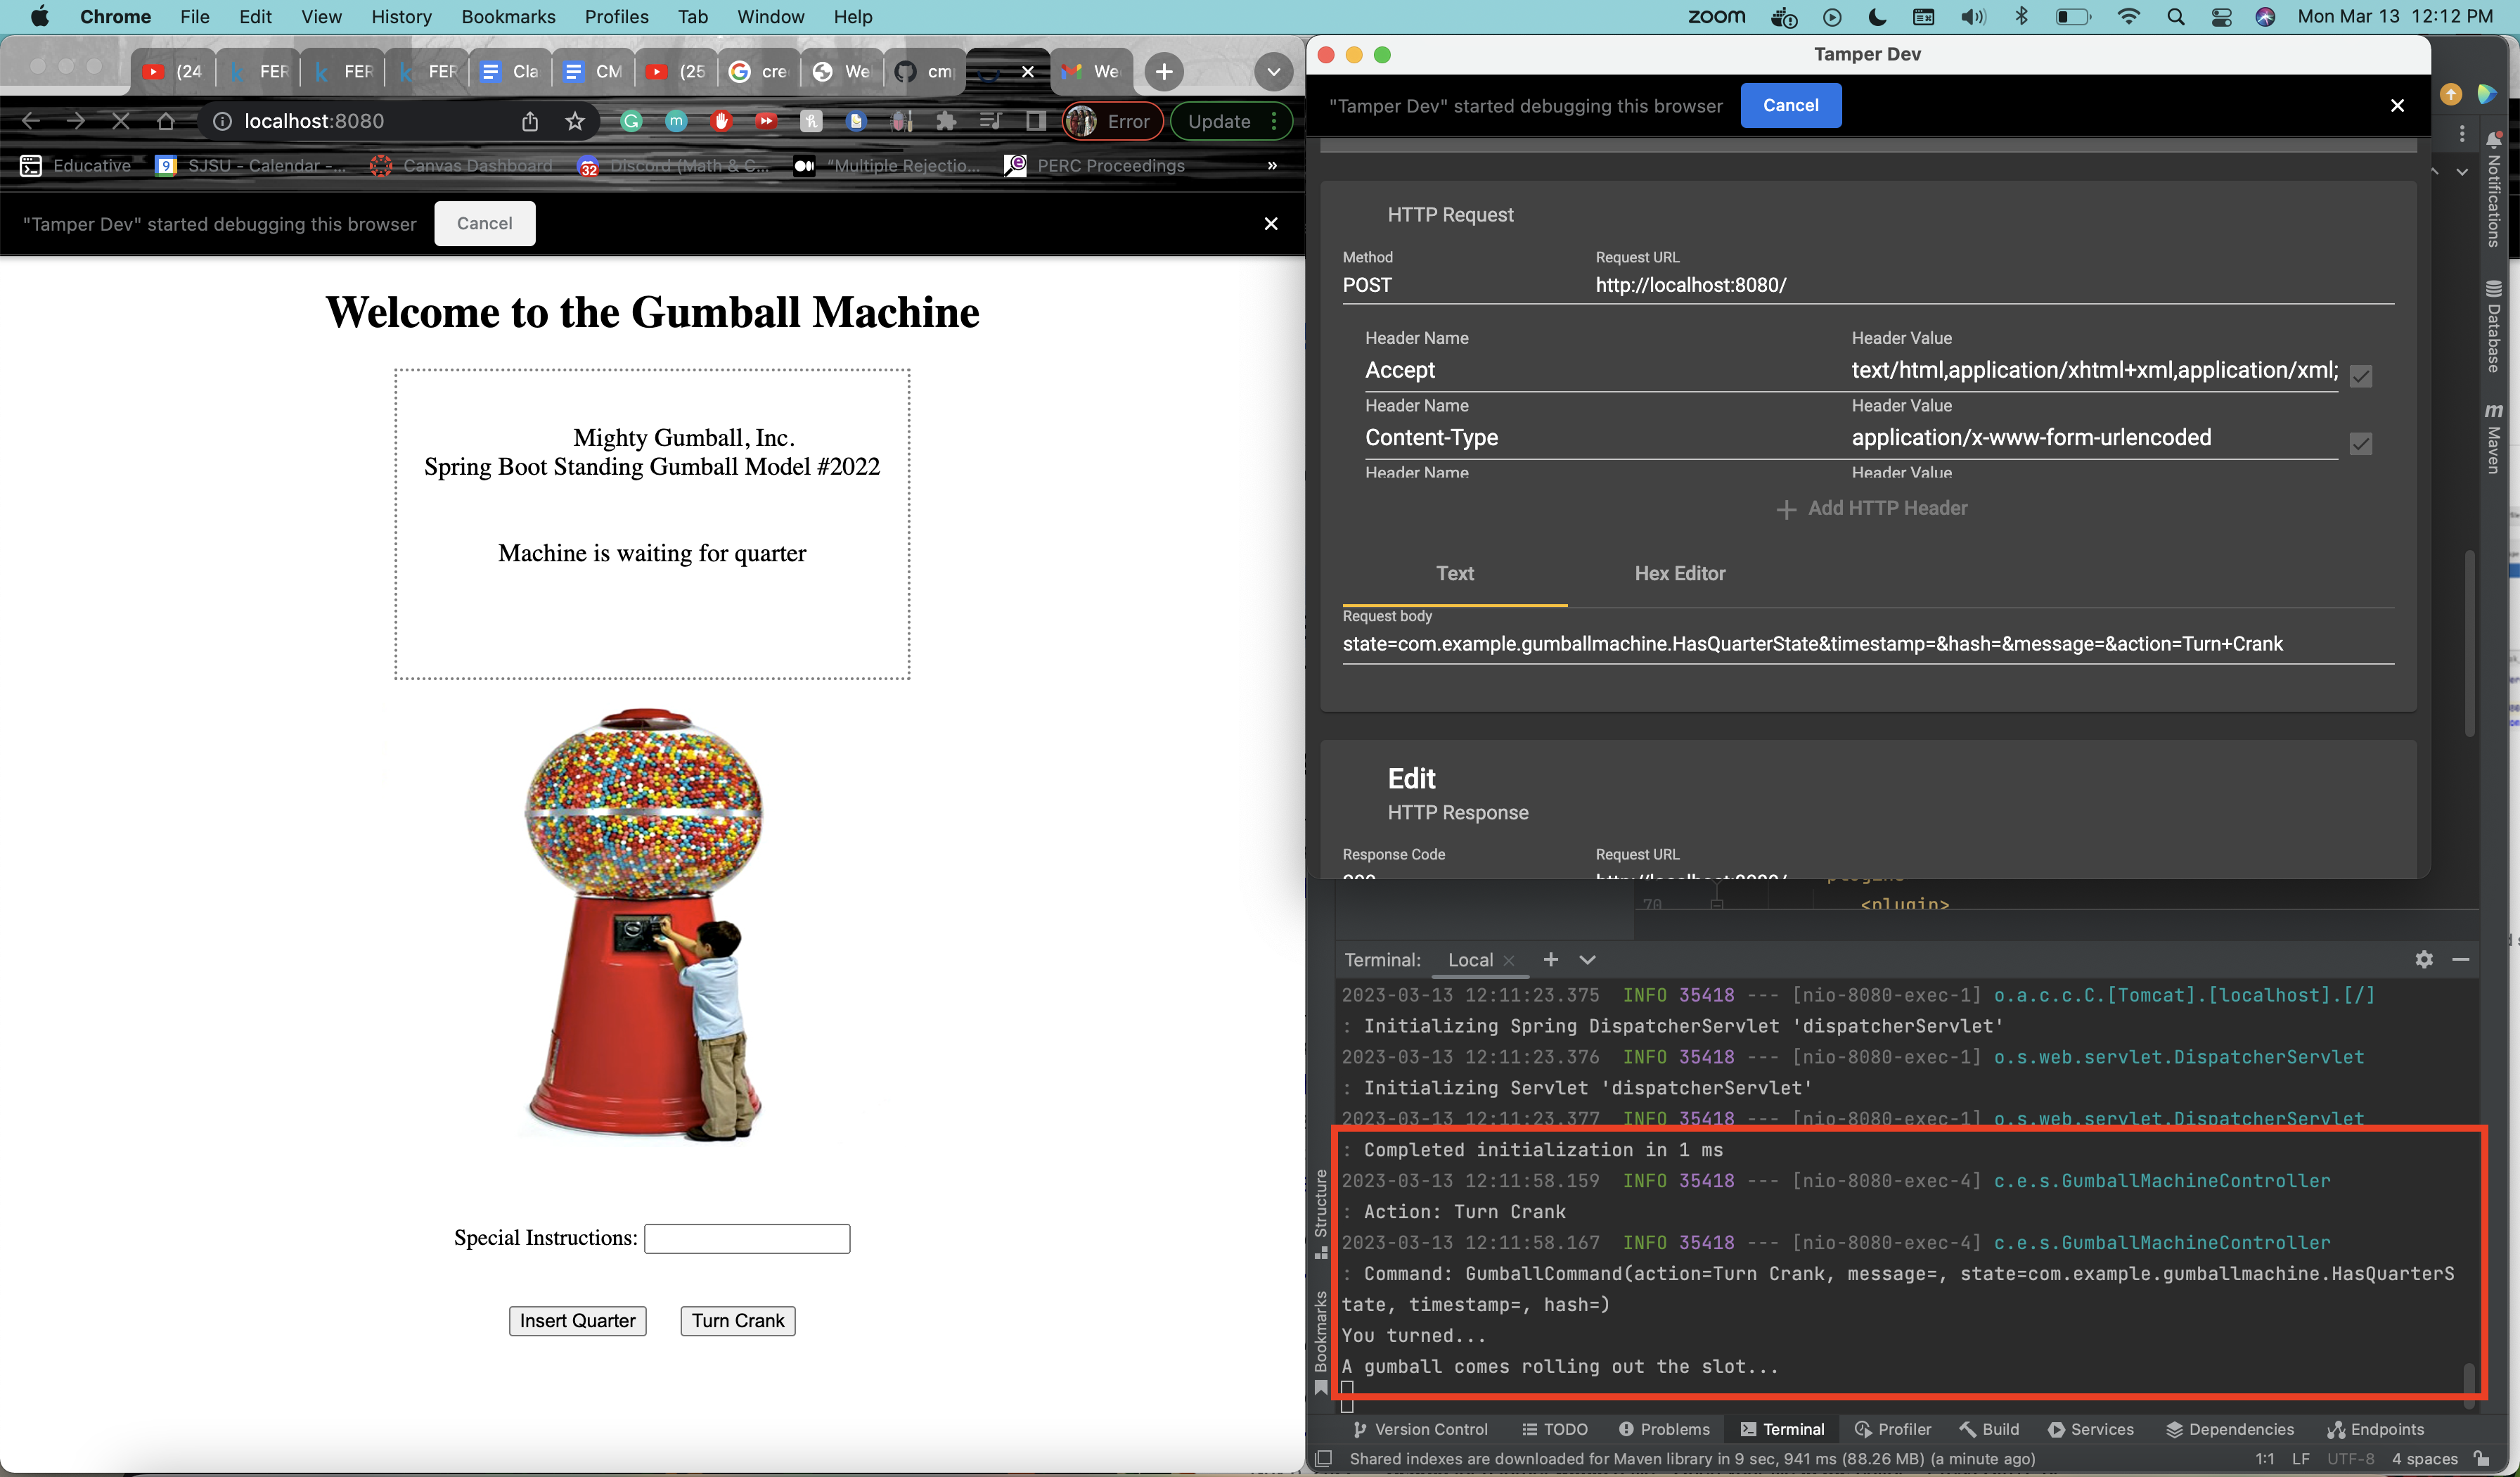 Chrome File Edit View History Bookmarks Profiles Tab Window Help
zoom Mon Mar 13 12:12 PM
(24 FER FER FER Cla CM (25 cre We cm We
localhost:8080
Error Update
Educative SJSU - Calendar -... Canvas Dashboard 32 Discord (Math & C... "Multiple Rejectio... PERC Proceedings »
"Tamper Dev" started debugging this browser Cancel
Welcome to the Gumball Machine
Mighty Gumball, Inc.
Spring Boot Standing Gumball Model #2022
Machine is waiting for quarter
Special Instructions:
Insert Quarter Turn Crank
Tamper Dev
"Tamper Dev" started debugging this browser Cancel
HTTP Request
Method Request URL
POST http://localhost:8080/
Header Name Header Value
Accept text/html,application/xhtml+xml,application/xml;
Header Name Header Value
Content-Type application/x-www-form-urlencoded
Header Name Header Value
Add HTTP Header
Text Hex Editor
Request body
state=com.example.gumballmachine.HasQuarterState&timestamp=&hash=&message=&action=Turn+Crank
Edit
HTTP Response
Response Code Request URL
70 <plugin>
Notifications
Database
Maven
Terminal: Local
2023-03-13 12:11:23.375 INFO 35418 --- [nio-8080-exec-1] o.a.c.c.C.[Tomcat].[localhost].[/]
: Initializing Spring DispatcherServlet 'dispatcherServlet'
2023-03-13 12:11:23.376 INFO 35418 --- [nio-8080-exec-1] o.s.web.servlet.DispatcherServlet
: Initializing Servlet 'dispatcherServlet'
2023-03-13 12:11:23.377 INFO 35418 --- [nio-8080-exec-1] o.s.web.servlet.DispatcherServlet
: Completed initialization in 1 ms
2023-03-13 12:11:58.159 INFO 35418 --- [nio-8080-exec-4] c.e.s.GumballMachineController
: Action: Turn Crank
2023-03-13 12:11:58.167 INFO 35418 --- [nio-8080-exec-4] c.e.s.GumballMachineController
: Command: GumballCommand(action=Turn Crank, message=, state=com.example.gumballmachine.HasQuarterS
tate, timestamp=, hash=)
You turned...
A gumball comes rolling out the slot...
Structure
Bookmarks
Version Control TODO Problems Terminal Profiler Build Services Dependencies Endpoints
Shared indexes are downloaded for Maven library in 9 sec, 941 ms (88.26 MB) (a minute ago) 1:1 LF UTF-8 4 spaces